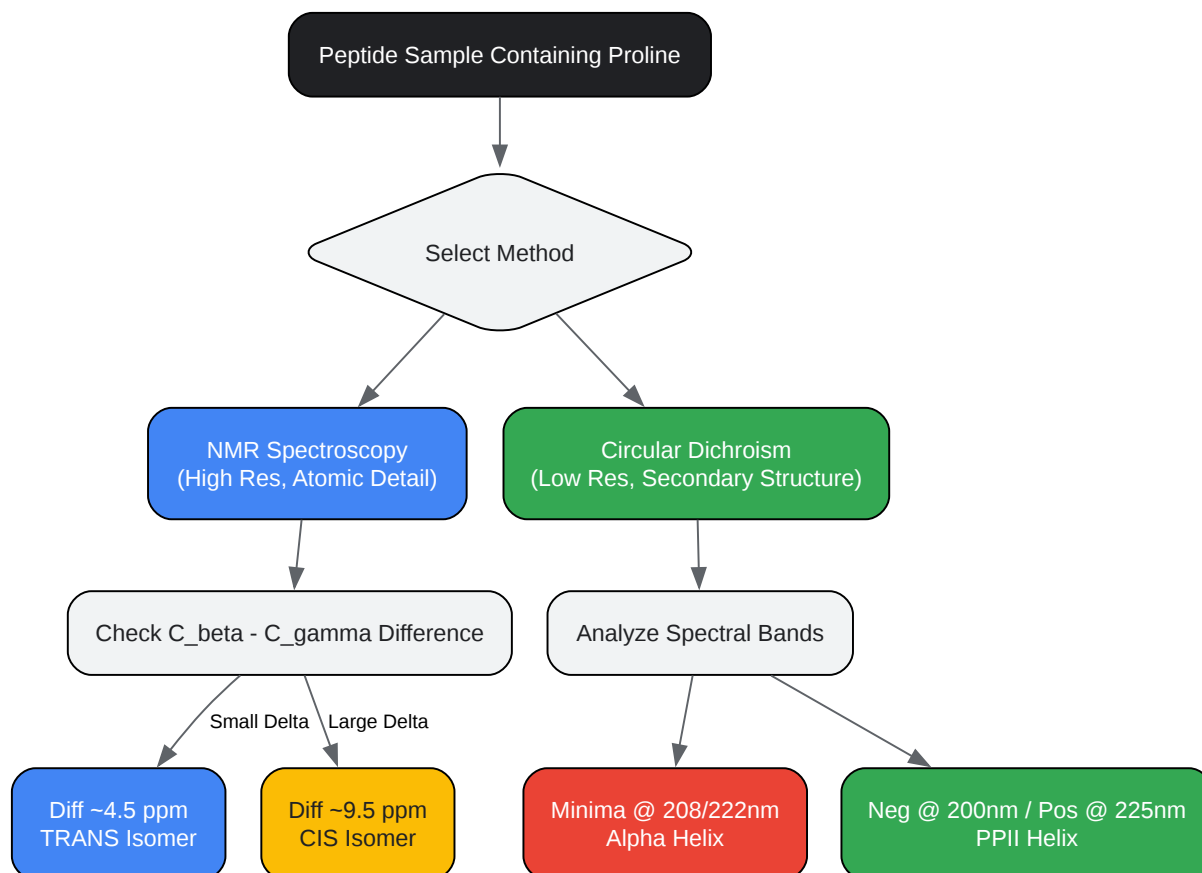 Peptide Sample Containing Proline
Select Method
NMR Spectroscopy
(High Res, Atomic Detail)
Circular Dichroism
(Low Res, Secondary Structure)
Check C_beta - C_gamma Difference
Analyze Spectral Bands
Small Delta
Large Delta
Diff ~4.5 ppm
TRANS Isomer
Diff ~9.5 ppm
CIS Isomer
Minima @ 208/222nm
Alpha Helix
Neg @ 200nm / Pos @ 225nm
PPII Helix